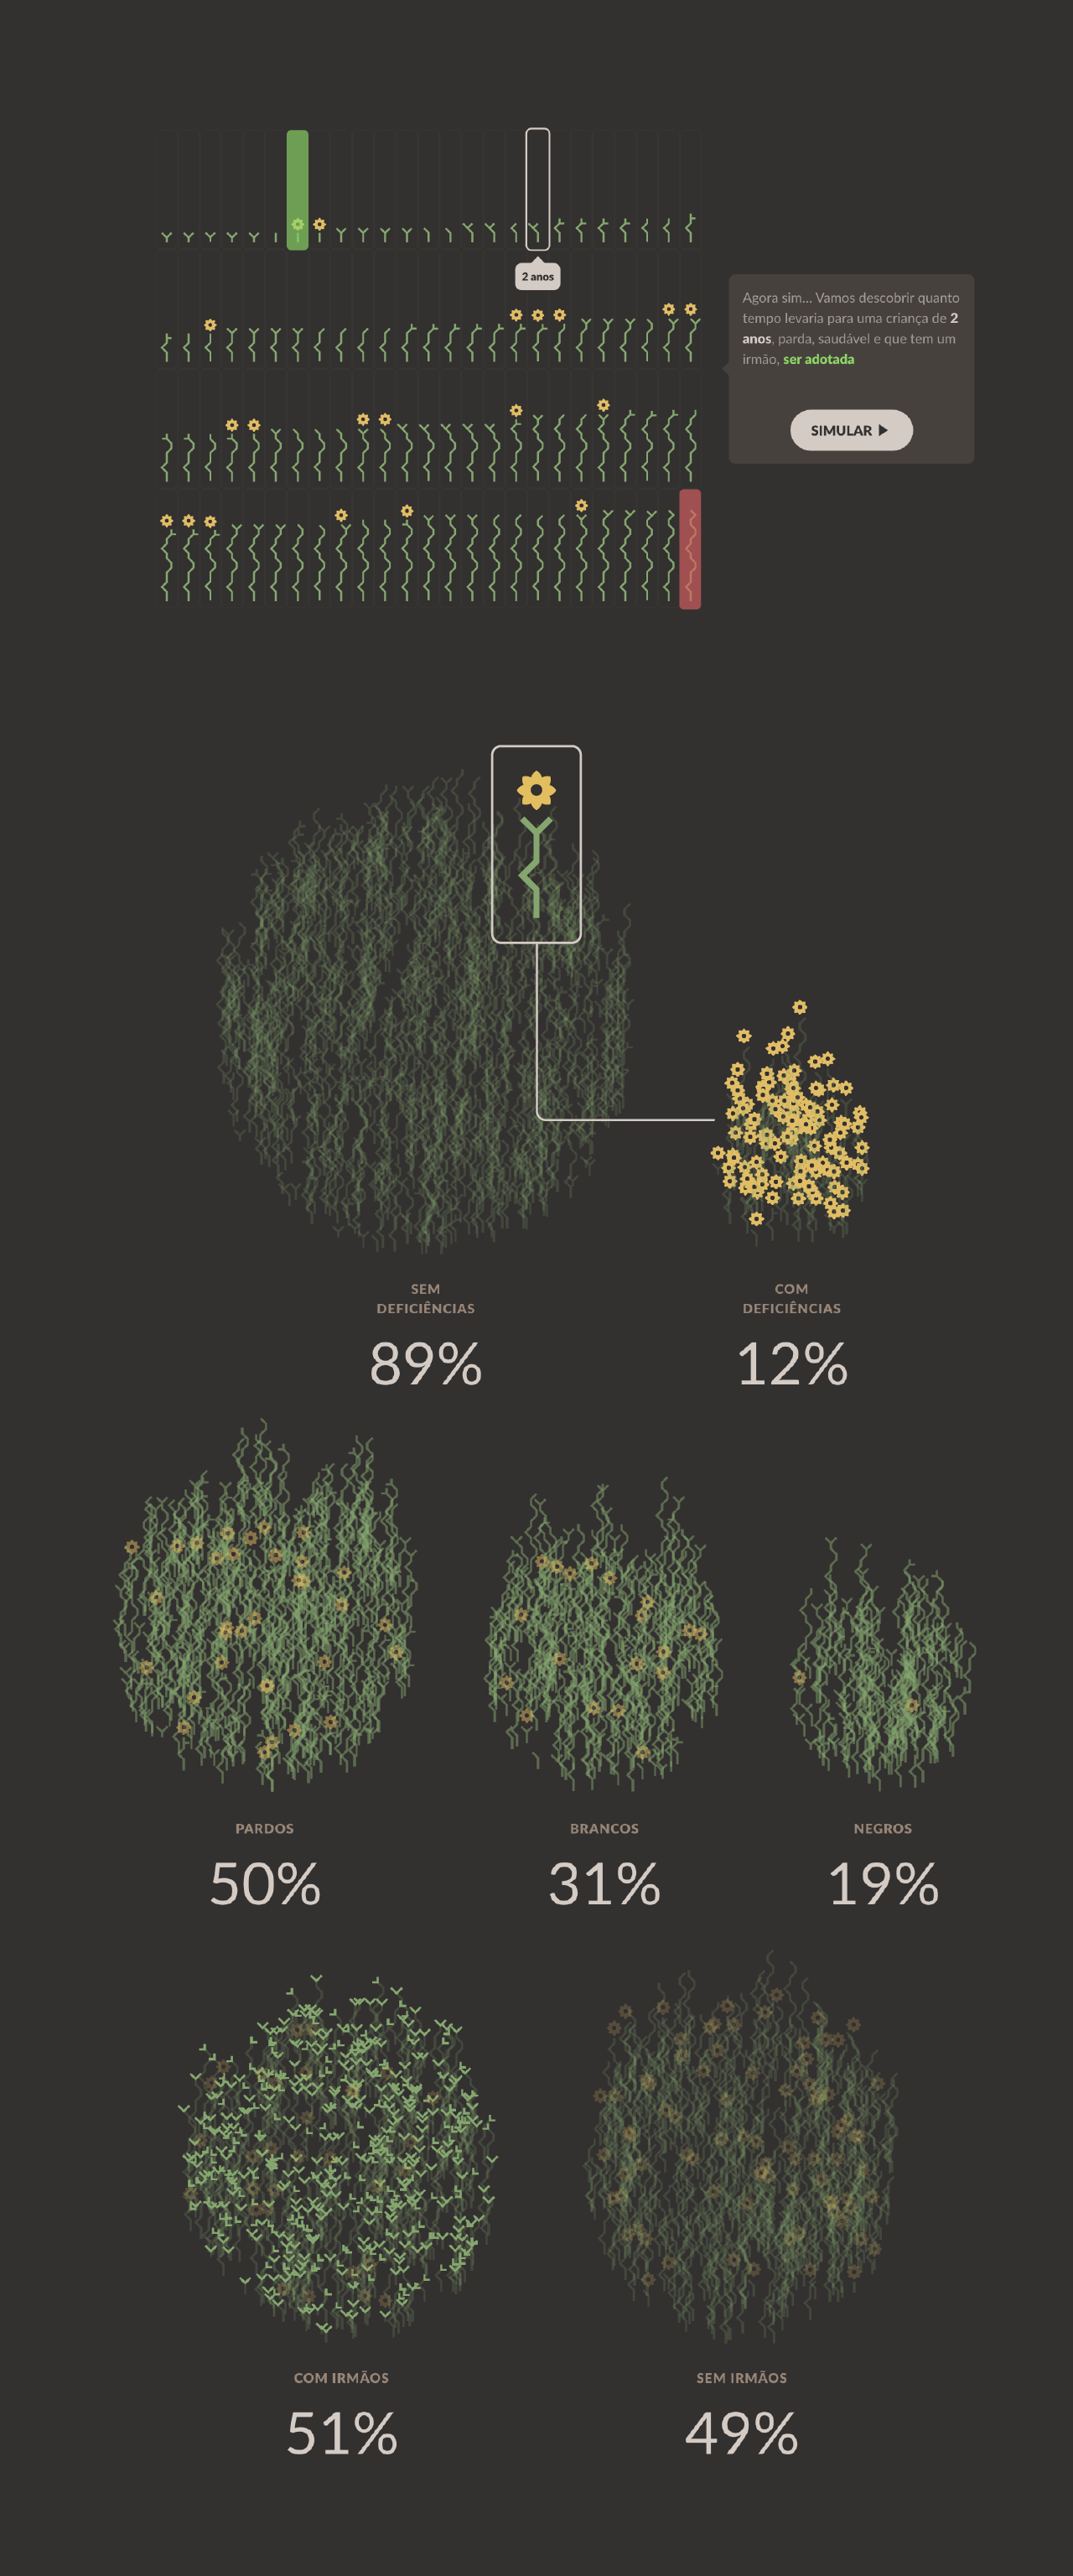 2 anos
Agora sim... Vamos descobrir quanto
tempo levaria para uma criança de 2
anos, parda, saudável e que tem um
irmão, ser adotada
SIMULAR
SEM
DEFICIÊNCIAS
89%
COM
DEFICIÊNCIAS
12%
PARDOS
50%
BRANCOS
31%
NEGROS
19%
COM IRMÃOS
51%
SEM IRMÃOS
49%